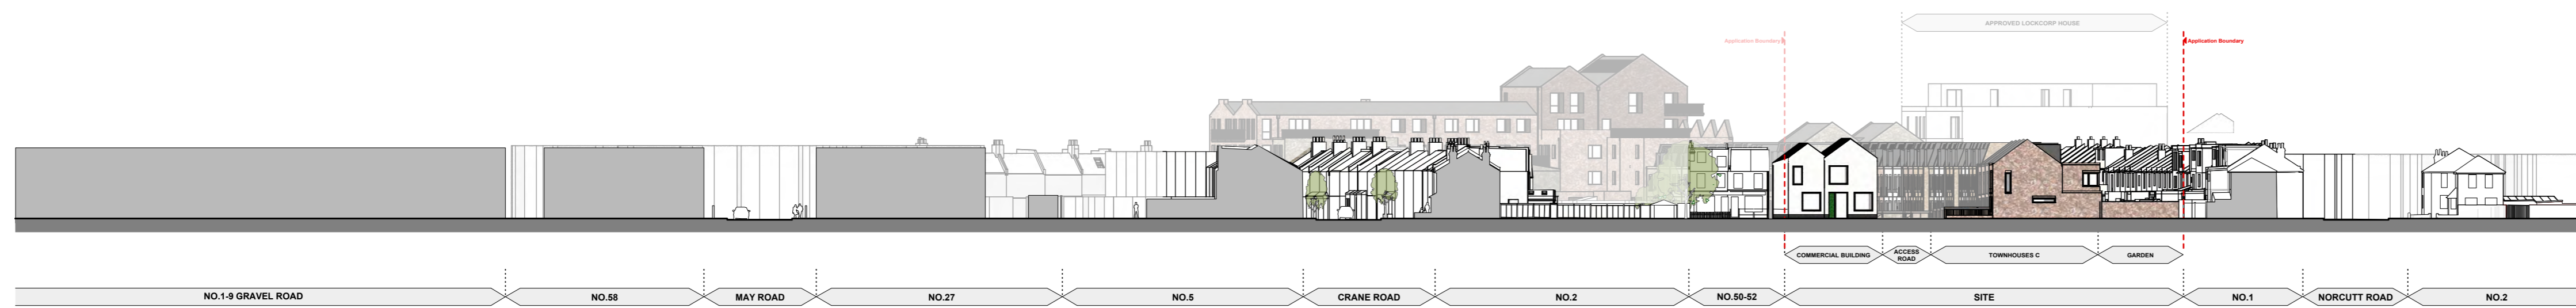 APPROVED LOCKCORP HOUSE
Application Boundary
Application Boundary
COMMERCIAL BUILDING
ACCESS
ROAD
TOWNHOUSES C
GARDEN
NO.1-9 GRAVEL ROAD
NO.58
MAY ROAD
NO.27
NO.5
CRANE ROAD
NO.2
NO.50-52
SITE
NO.1
NORCUTT ROAD
NO.2